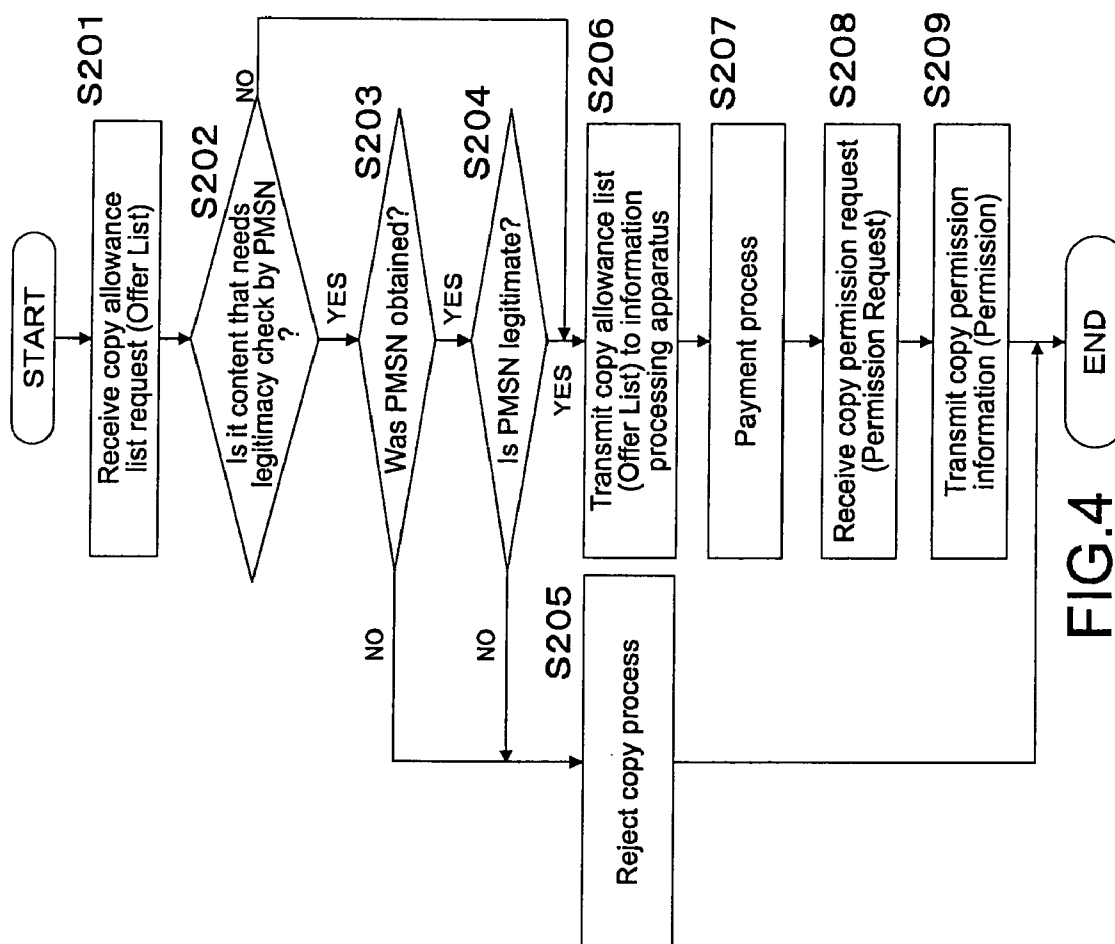 START
S201
Receive copy allowance
list request (Offer List)
S202
Is it content that needs
legitimacy check by PMSN
?
NO
YES
S203
Was PMSN obtained?
NO
YES
S204
Is PMSN legitimate?
NO
YES
S205
Reject copy process
S206
Transmit copy allowance list
(Offer List) to information
processing apparatus
S207
Payment process
S208
Receive copy permission request
(Permission Request)
S209
Transmit copy permission
information (Permission)
END
FIG.4